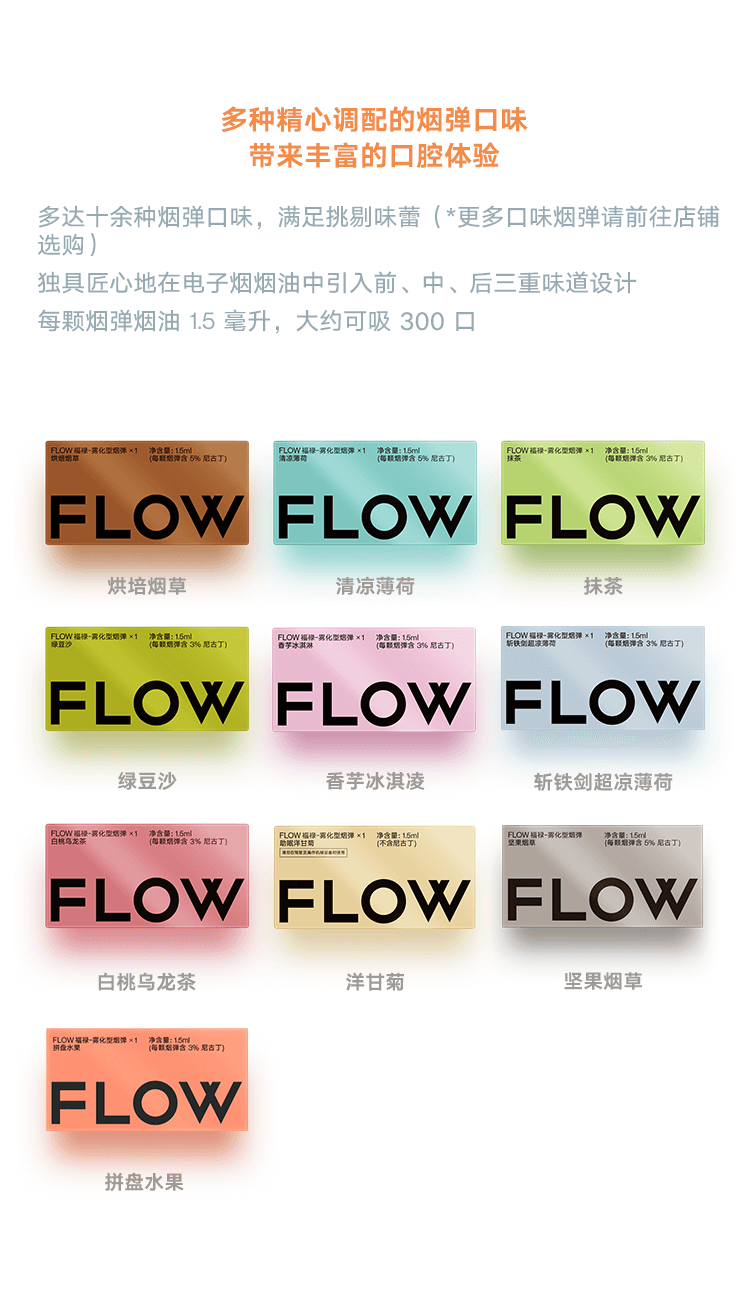 多种精心调配的烟弹口味
带来丰富的口腔体验
多达十余种烟弹口味，满足挑剔味蕾（*更多口味烟弹请前往店铺
选购）
独具匠心地在电子烟烟油中引入前、中、后三重味道设计
每颗烟弹烟油 1.5 毫升，大约可吸 300 口
FLOW 福禄-雾化型烟弹 ×1 净含量: 1.5ml
烘焙烟草 (每颗烟弹含 5% 尼古丁)
FLOW
烘培烟草
FLOW 福禄-雾化型烟弹 ×1 净含量: 1.5ml
清凉薄荷 (每颗烟弹含 5% 尼古丁)
FLOW
清凉薄荷
FLOW 福禄-雾化型烟弹 ×1 净含量: 1.5ml
抹茶 (每颗烟弹含 3% 尼古丁)
FLOW
抹茶
FLOW 福禄-雾化型烟弹 ×1 净含量: 1.5ml
绿豆沙 (每颗烟弹含 3% 尼古丁)
FLOW
绿豆沙
FLOW 福禄-雾化型烟弹 ×1 净含量: 1.5ml
香芋冰淇淋 (每颗烟弹含 3% 尼古丁)
FLOW
香芋冰淇凌
FLOW 福禄-雾化型烟弹 ×1 净含量: 1.5ml
斩铁剑超凉薄荷 (每颗烟弹含 3% 尼古丁)
FLOW
斩铁剑超凉薄荷
FLOW 福禄-雾化型烟弹 ×1 净含量: 1.5ml
白桃乌龙茶 (每颗烟弹含 3% 尼古丁)
FLOW
白桃乌龙茶
FLOW 福禄-雾化型烟弹 ×1 净含量: 1.5ml
助眠洋甘菊 (不含尼古丁)
FLOW
洋甘菊
FLOW 福禄-雾化型烟弹 净含量: 1.5ml
坚果烟草 (每颗烟弹含 5% 尼古丁)
FLOW
坚果烟草
FLOW 福禄-雾化型烟弹 ×1 净含量: 1.5ml
拼盘水果 (每颗烟弹含 3% 尼古丁)
FLOW
拼盘水果